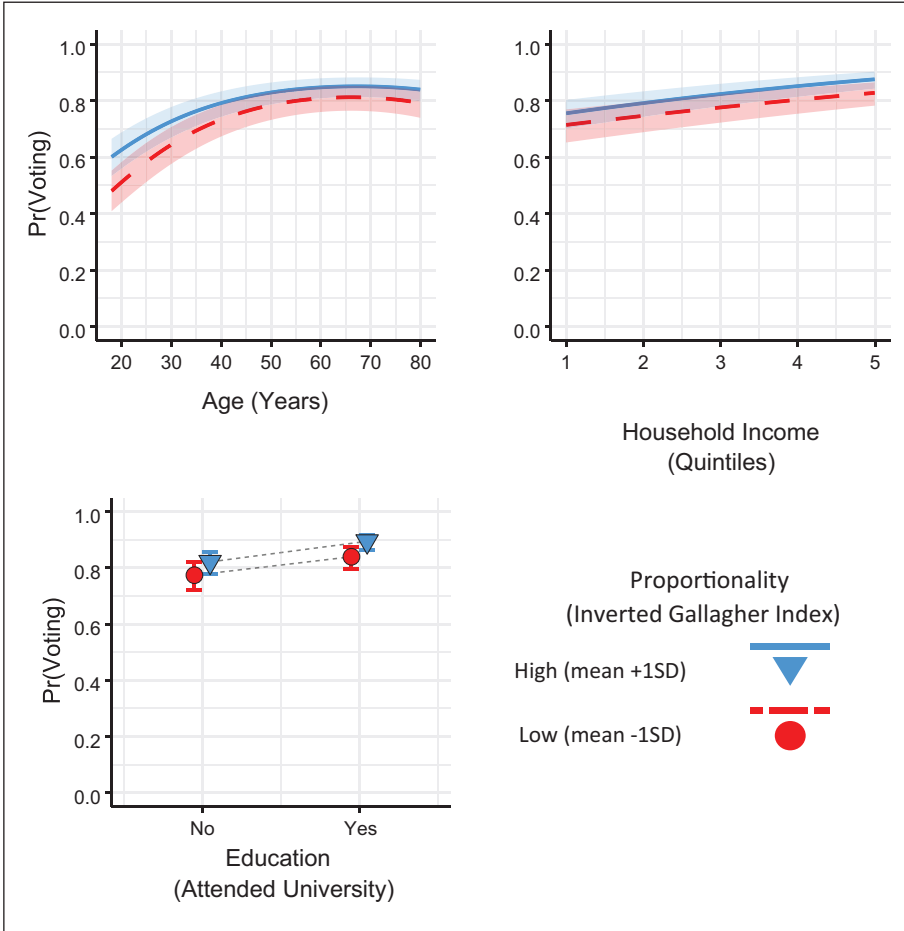 Pr(Voting)
1.0
0.8
0.6
0.4
0.2
0.0
20 30 40 50 60 70 80
Age (Years)
1.0
0.8
0.6
0.4
0.2
0.0
1 2 3 4 5
Household Income
(Quintiles)
Pr(Voting)
1.0
0.8
0.6
0.4
0.2
0.0
No Yes
Education
(Attended University)
Proportionality
(Inverted Gallagher Index)
High (mean +1SD)
Low (mean -1SD)